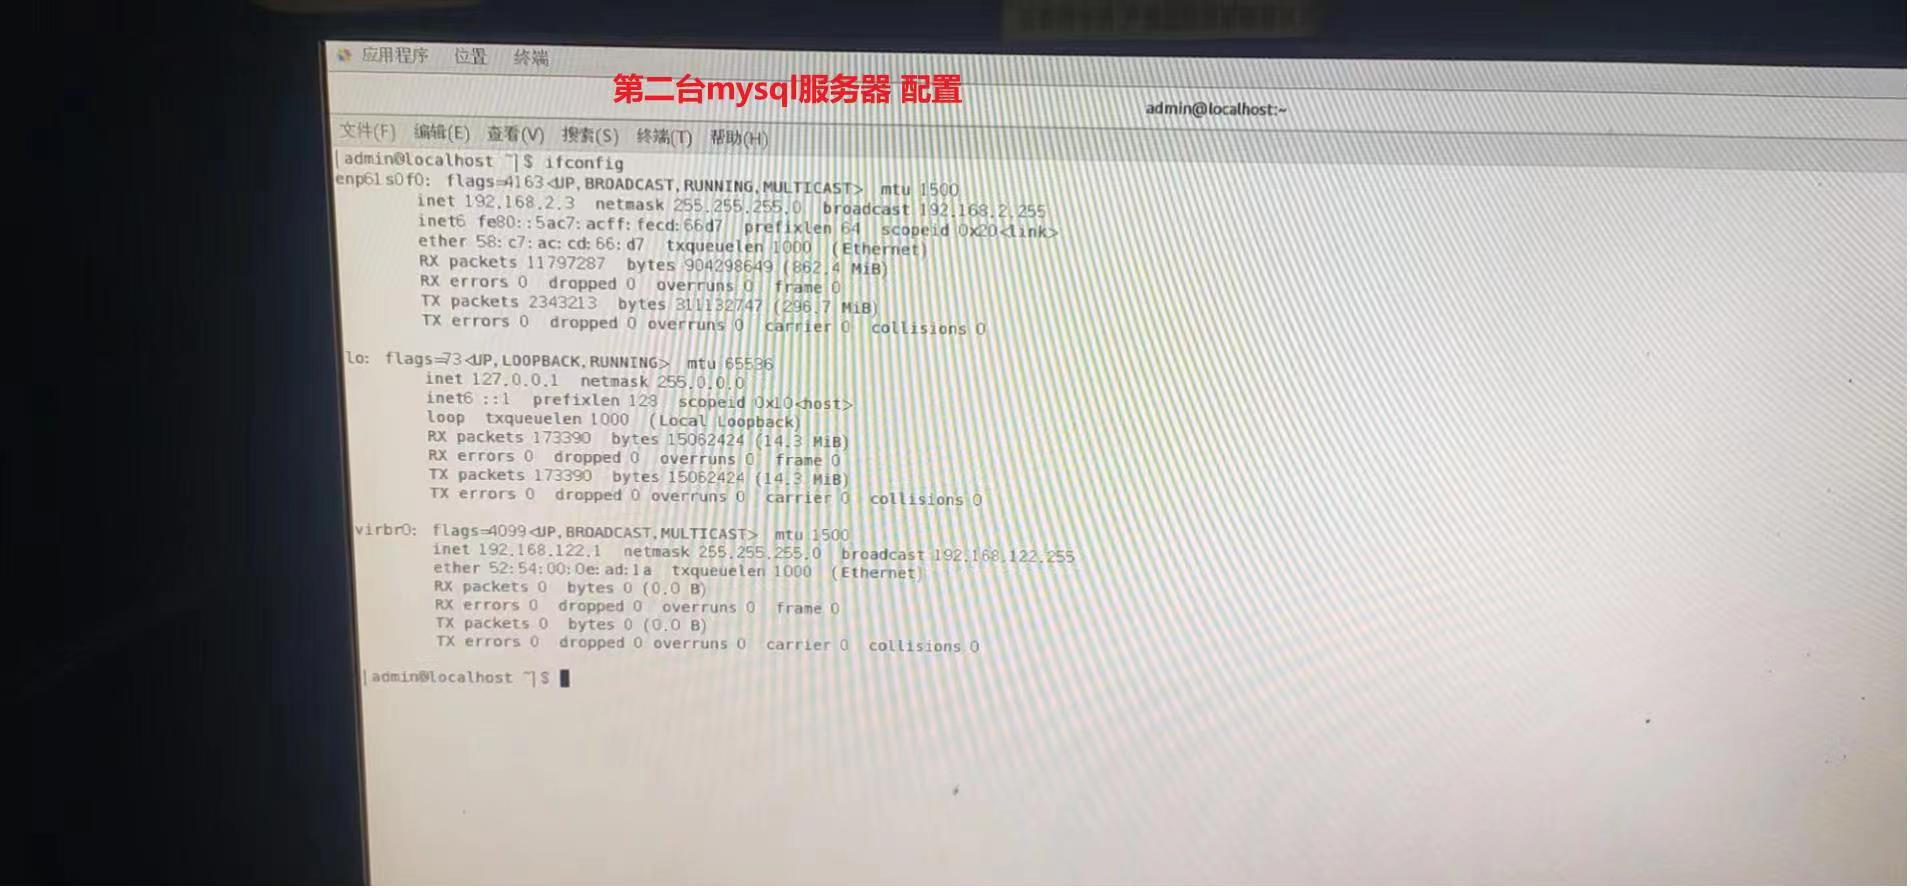 应用程序 位置 终端
第二台mysql服务器 配置
admin@localhost:~
文件(F) 编辑(E) 查看(V) 搜索(S) 终端(T) 帮助(H)
[admin@localhost ~]$ ifconfig
enp61s0f0: flags=4163<UP,BROADCAST,RUNNING,MULTICAST> mtu 1500
inet 192.168.2.3 netmask 255.255.255.0 broadcast 192.168.2.255
inet6 fe80::5ac7:acff:fecd:66d7 prefixlen 64 scopeid 0x20<link>
ether 58:c7:ac:cd:66:d7 txqueuelen 1000 (Ethernet)
RX packets 11797287 bytes 904298649 (862.4 MiB)
RX errors 0 dropped 0 overruns 0 frame 0
TX packets 2343213 bytes 311132747 (296.7 MiB)
TX errors 0 dropped 0 overruns 0 carrier 0 collisions 0
lo: flags=73<UP,LOOPBACK,RUNNING> mtu 65536
inet 127.0.0.1 netmask 255.0.0.0
inet6 ::1 prefixlen 128 scopeid 0x10<host>
loop txqueuelen 1000 (Local Loopback)
RX packets 173390 bytes 15062424 (14.3 MiB)
RX errors 0 dropped 0 overruns 0 frame 0
TX packets 173390 bytes 15062424 (14.3 MiB)
TX errors 0 dropped 0 overruns 0 carrier 0 collisions 0
virbr0: flags=4099<UP,BROADCAST,MULTICAST> mtu 1500
inet 192.168.122.1 netmask 255.255.255.0 broadcast 192.168.122.255
ether 52:54:00:0e:ad:1a txqueuelen 1000 (Ethernet)
RX packets 0 bytes 0 (0.0 B)
RX errors 0 dropped 0 overruns 0 frame 0
TX packets 0 bytes 0 (0.0 B)
TX errors 0 dropped 0 overruns 0 carrier 0 collisions 0
[admin@localhost ~]$